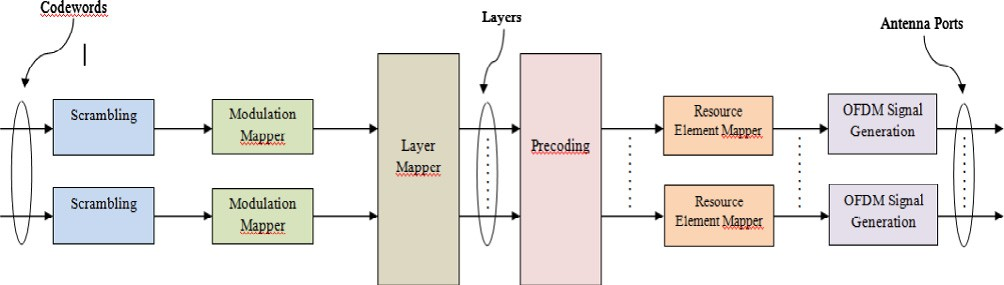 Codewords
Layers
Antenna Ports
Scrambling
Modulation
Mapper
Layer
Mapper
Precoding
Resource
Element Mapper
OFDM Signal
Generation
Scrambling
Modulation
Mapper
Resource
Element Mapper
OFDM Signal
Generation